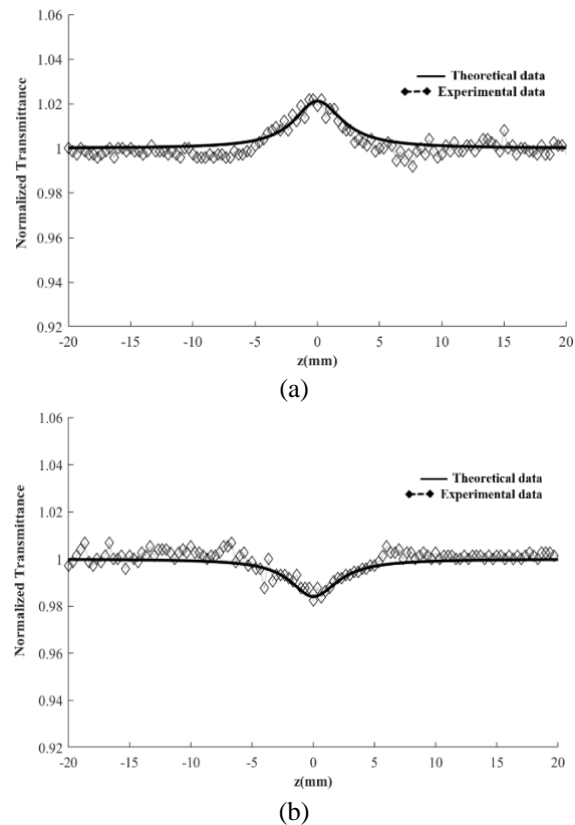 1.06
1.04
1.02
1
0.98
0.96
0.94
0.92
Normalized Transmittance
Theoretical data
Experimental data
-20 -15 -10 -5 0 5 10 15 20
z(mm)
(a)
1.06
1.04
1.02
1
0.98
0.96
0.94
0.92
Normalized Transmittance
Theoretical data
Experimental data
-20 -15 -10 -5 0 5 10 15 20
z(mm)
(b)